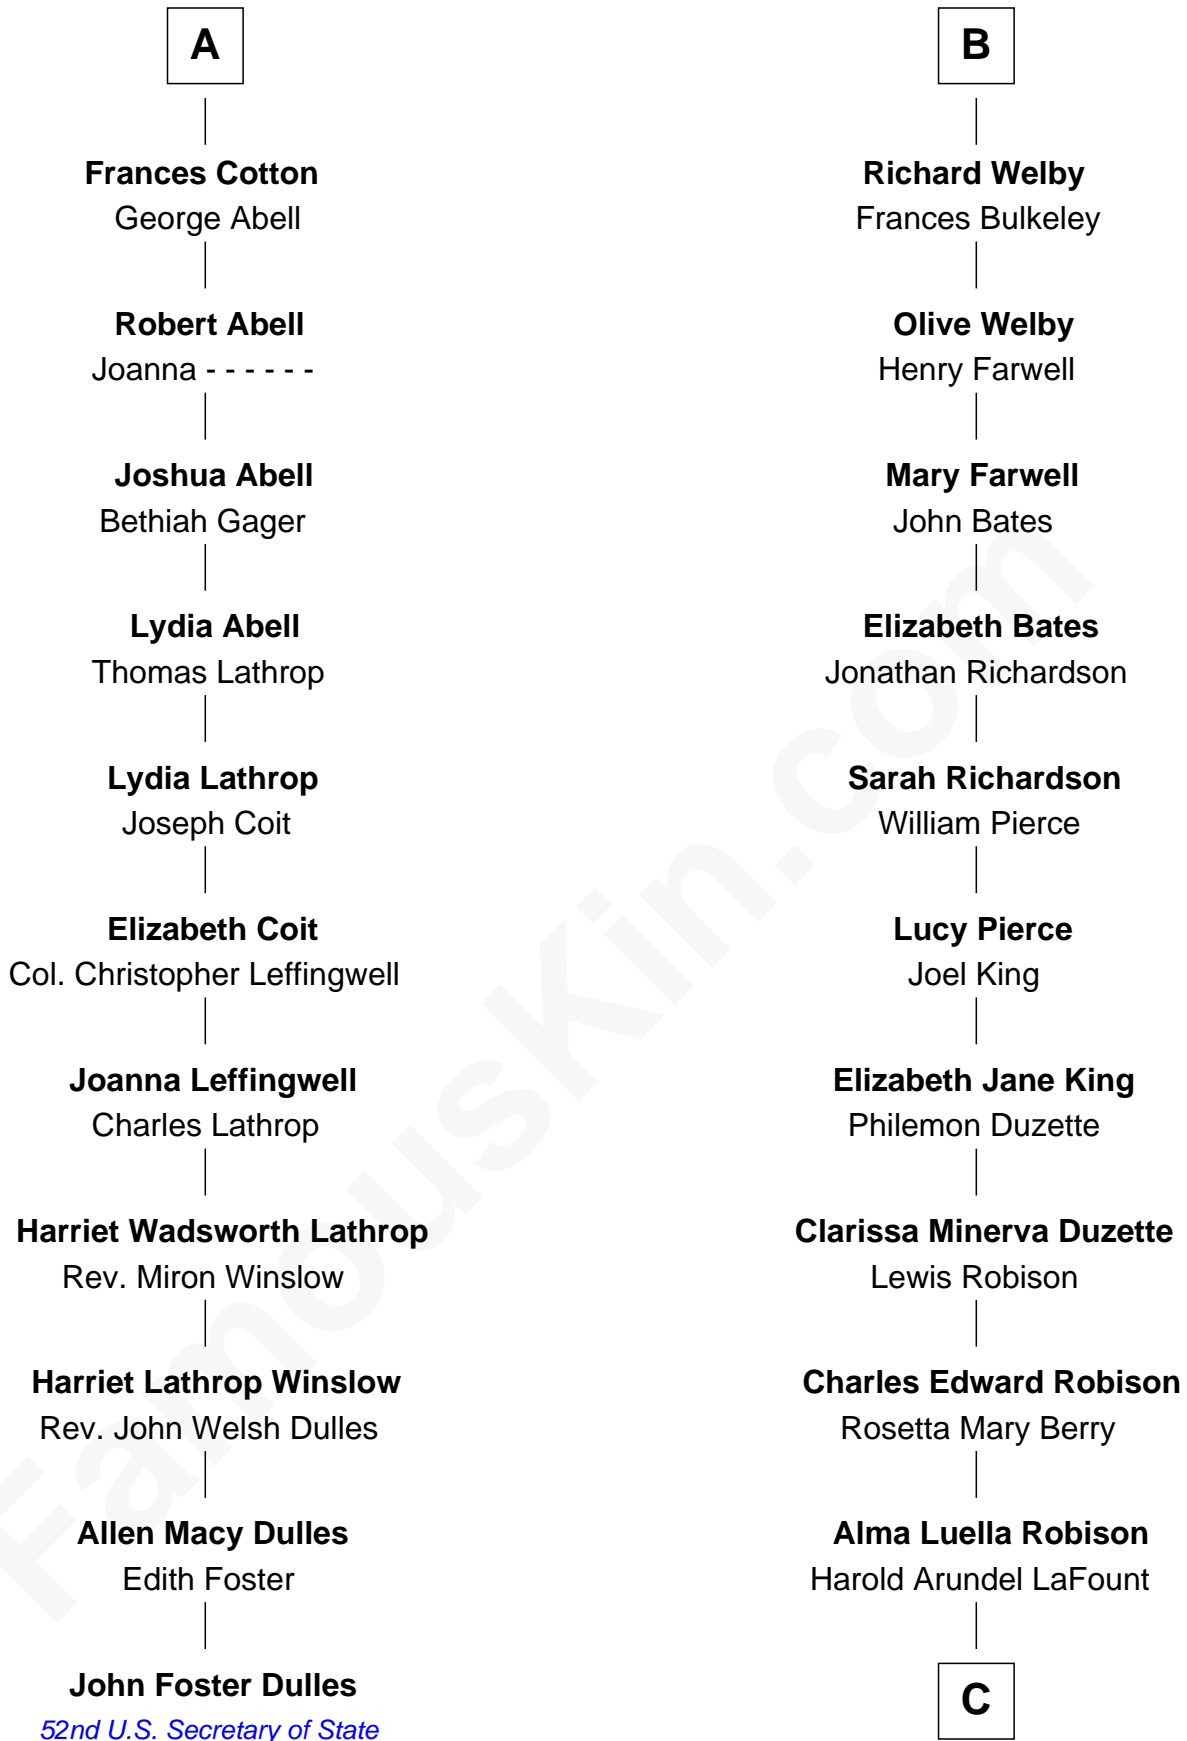 A
Frances Cotton
George Abell
Robert Abell
Joanna - - - - - -
Joshua Abell
Bethiah Gager
Lydia Abell
Thomas Lathrop
Lydia Lathrop
Joseph Coit
Elizabeth Coit
Col. Christopher Leffingwell
Joanna Leffingwell
Charles Lathrop
Harriet Wadsworth Lathrop
Rev. Miron Winslow
Harriet Lathrop Winslow
Rev. John Welsh Dulles
Allen Macy Dulles
Edith Foster
John Foster Dulles
52nd U.S. Secretary of State
B
Richard Welby
Frances Bulkeley
Olive Welby
Henry Farwell
Mary Farwell
John Bates
Elizabeth Bates
Jonathan Richardson
Sarah Richardson
William Pierce
Lucy Pierce
Joel King
Elizabeth Jane King
Philemon Duzette
Clarissa Minerva Duzette
Lewis Robison
Charles Edward Robison
Rosetta Mary Berry
Alma Luella Robison
Harold Arundel LaFount
C
FamousKin.com